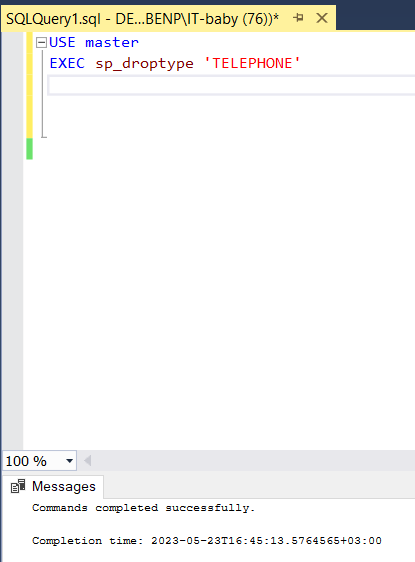 SQLQuery1.sql - DE...BENP\IT-baby (76))*
USE master
EXEC sp_droptype 'TELEPHONE'
100 %
Messages
Commands completed successfully.
Completion time: 2023-05-23T16:45:13.5764565+03:00